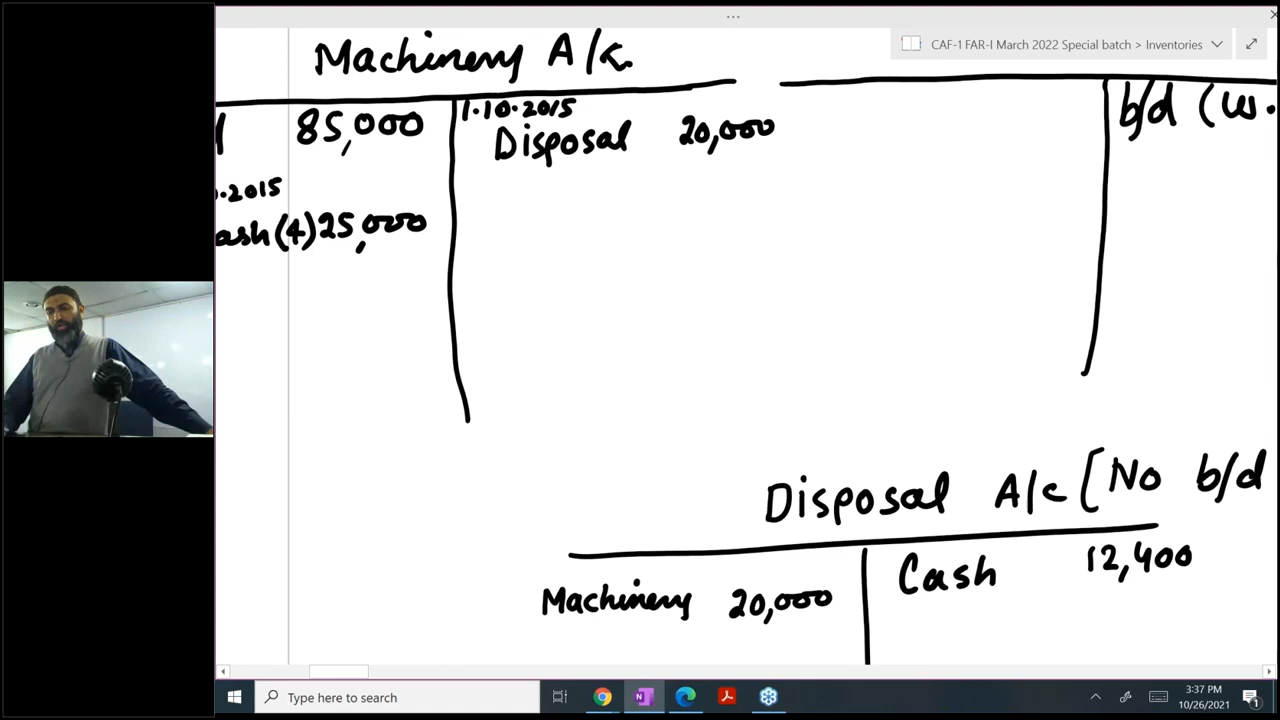 CAF-1 FAR-I March 2022 Special batch > Inventories
Machinery A/c.
85,000
1.10.2015
Disposal 20,000
.2015
ash (4) 25,000
b/d (w.
Disposal A/c [No b/d
Machinery 20,000
Cash 12,400
Type here to search
3:37 PM
10/26/2021
1